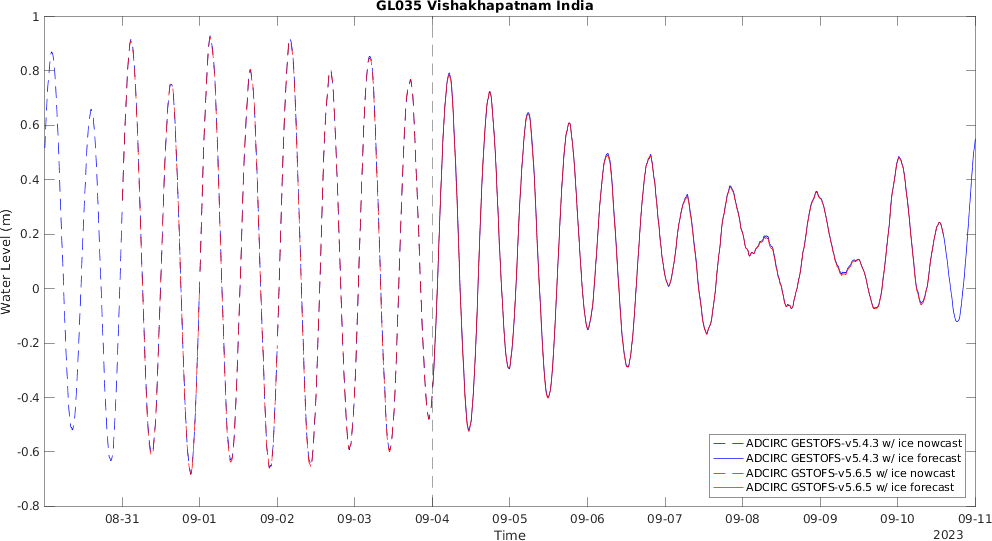 GL035 Vishakhapatnam India
1
0.8
0.6
0.4
0.2
0
-0.2
-0.4
-0.6
-0.8
Water Level (m)
08-31 09-01 09-02 09-03 09-04 09-05 09-06 09-07 09-08 09-09 09-10 09-11
Time
2023
ADCIRC GESTOFS-v5.4.3 w/ ice nowcast
ADCIRC GESTOFS-v5.4.3 w/ ice forecast
ADCIRC GSTOFS-v5.6.5 w/ ice nowcast
ADCIRC GSTOFS-v5.6.5 w/ ice forecast